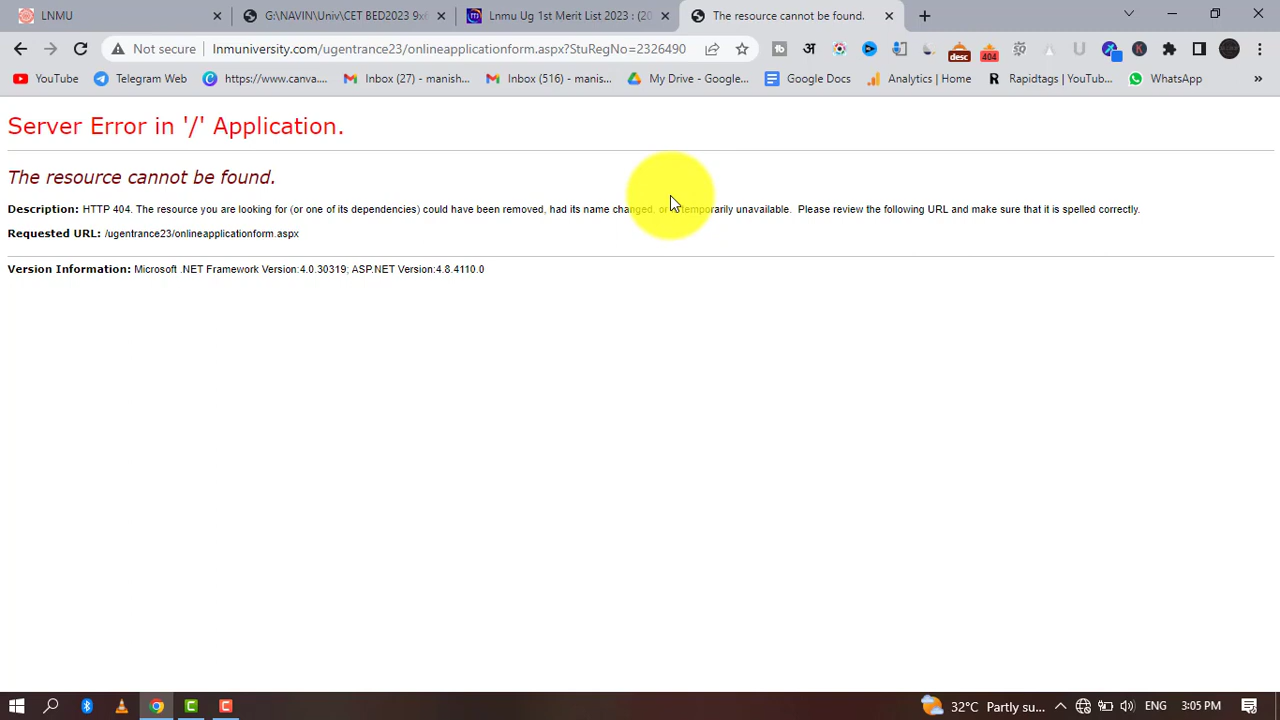 LNMU
G:\NAVIN\Univ\CET BED2023 9x6
Lnmu Ug 1st Merit List 2023 : (20
The resource cannot be found.
Not secure
lnmuniversity.com/ugentrance23/onlineapplicationform.aspx?StuRegNo=2326490
अ
desc
404
K
YouTube
Telegram Web
https://www.canva....
Inbox (27) - manish...
Inbox (516) - manis...
My Drive - Google...
Google Docs
Analytics | Home
R
Rapidtags | YouTub...
WhatsApp
»
Server Error in '/' Application.
The resource cannot be found.
Description: HTTP 404. The resource you are looking for (or one of its dependencies) could have been removed, had its name changed, or is temporarily unavailable. Please review the following URL and make sure that it is spelled correctly.
Requested URL: /ugentrance23/onlineapplicationform.aspx
Version Information: Microsoft .NET Framework Version:4.0.30319; ASP.NET Version:4.8.4110.0
32°C Partly su...
ENG
3:05 PM